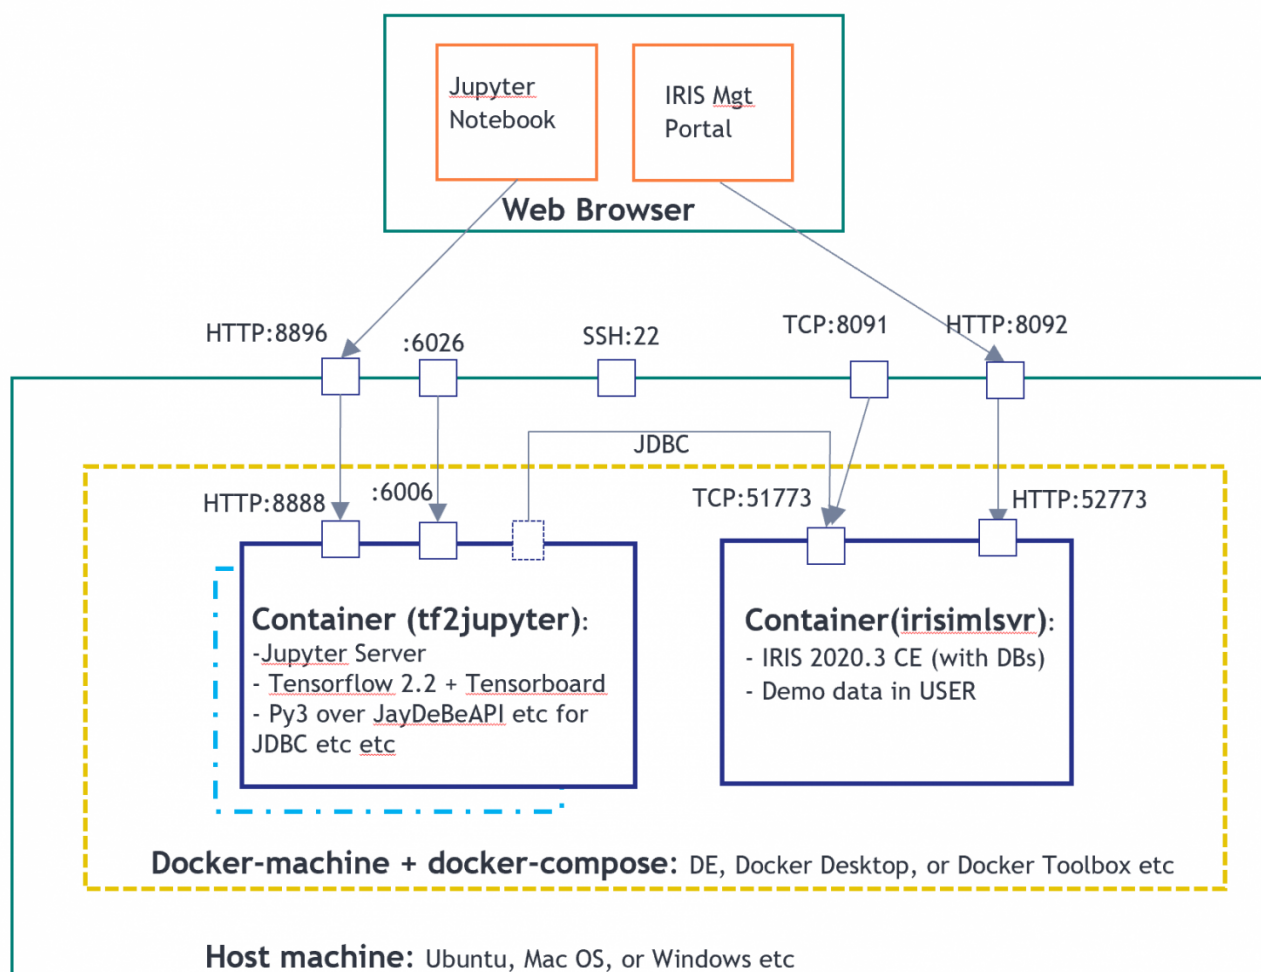 Jupyter
Notebook
IRIS Mgt
Portal
Web Browser
HTTP:8896
:6026
SSH:22
TCP:8091
HTTP:8092
JDBC
HTTP:8888
:6006
TCP:51773
HTTP:52773
Container (tf2jupyter):
-Jupyter Server
- Tensorflow 2.2 + Tensorboard
- Py3 over JayDeBeAPI etc for
JDBC etc etc
Container(irisimlsvr):
- IRIS 2020.3 CE (with DBs)
- Demo data in USER
Docker-machine + docker-compose: DE, Docker Desktop, or Docker Toolbox etc
Host machine: Ubuntu, Mac OS, or Windows etc